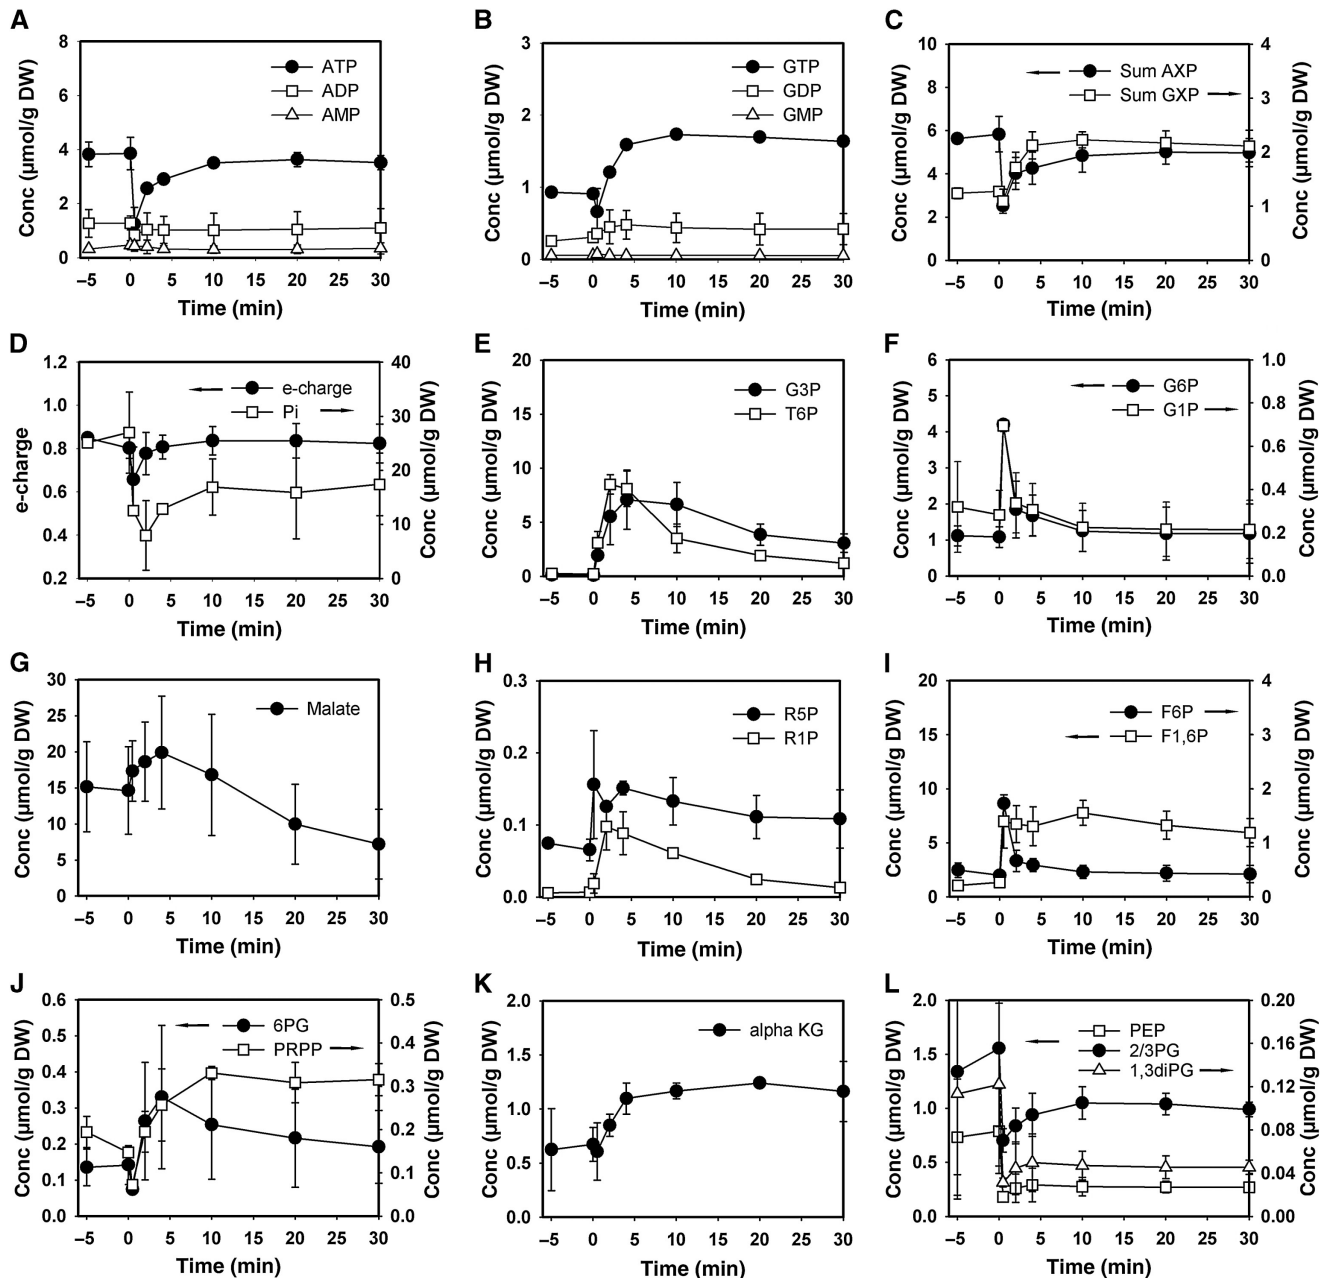 A
Conc (µmol/g DW)
8
6
4
2
0
ATP
ADP
AMP
–5 0 5 10 15 20 25 30
Time (min)
B
Conc (µmol/g DW)
3
2
1
0
GTP
GDP
GMP
–5 0 5 10 15 20 25 30
Time (min)
C
Conc (µmol/g DW)
10
8
6
4
2
0
Sum AXP
Sum GXP
4
3
2
1
0
Conc (µmol/g DW)
–5 0 5 10 15 20 25 30
Time (min)
D
e-charge
1.2
1.0
0.8
0.6
0.4
0.2
e-charge
Pi
40
30
20
10
0
Conc (µmol/g DW)
–5 0 5 10 15 20 25 30
Time (min)
E
Conc (µmol/g DW)
20
15
10
5
0
G3P
T6P
–5 0 5 10 15 20 25 30
Time (min)
F
Conc (µmol/g DW)
6
5
4
3
2
1
0
G6P
G1P
1.0
0.8
0.6
0.4
0.2
0.0
Conc (µmol/g DW)
–5 0 5 10 15 20 25 30
Time (min)
G
Conc (µmol/g DW)
30
25
20
15
10
5
0
Malate
–5 0 5 10 15 20 25 30
Time (min)
H
Conc (µmol/g DW)
0.3
0.2
0.1
0.0
R5P
R1P
–5 0 5 10 15 20 25 30
Time (min)
I
Conc (µmol/g DW)
20
15
10
5
0
F6P
F1,6P
4
3
2
1
0
Conc (µmol/g DW)
–5 0 5 10 15 20 25 30
Time (min)
J
Conc (µmol/g DW)
0.6
0.5
0.4
0.3
0.2
0.1
0.0
6PG
PRPP
0.5
0.4
0.3
0.2
0.1
0.0
Conc (µmol/g DW)
–5 0 5 10 15 20 25 30
Time (min)
K
Conc (µmol/g DW)
2.0
1.5
1.0
0.5
0.0
alpha KG
–5 0 5 10 15 20 25 30
Time (min)
L
Conc (µmol/g DW)
2.0
1.5
1.0
0.5
0.0
PEP
2/3PG
1,3diPG
0.20
0.16
0.12
0.08
0.04
0.00
Conc (µmol/g DW)
–5 0 5 10 15 20 25 30
Time (min)